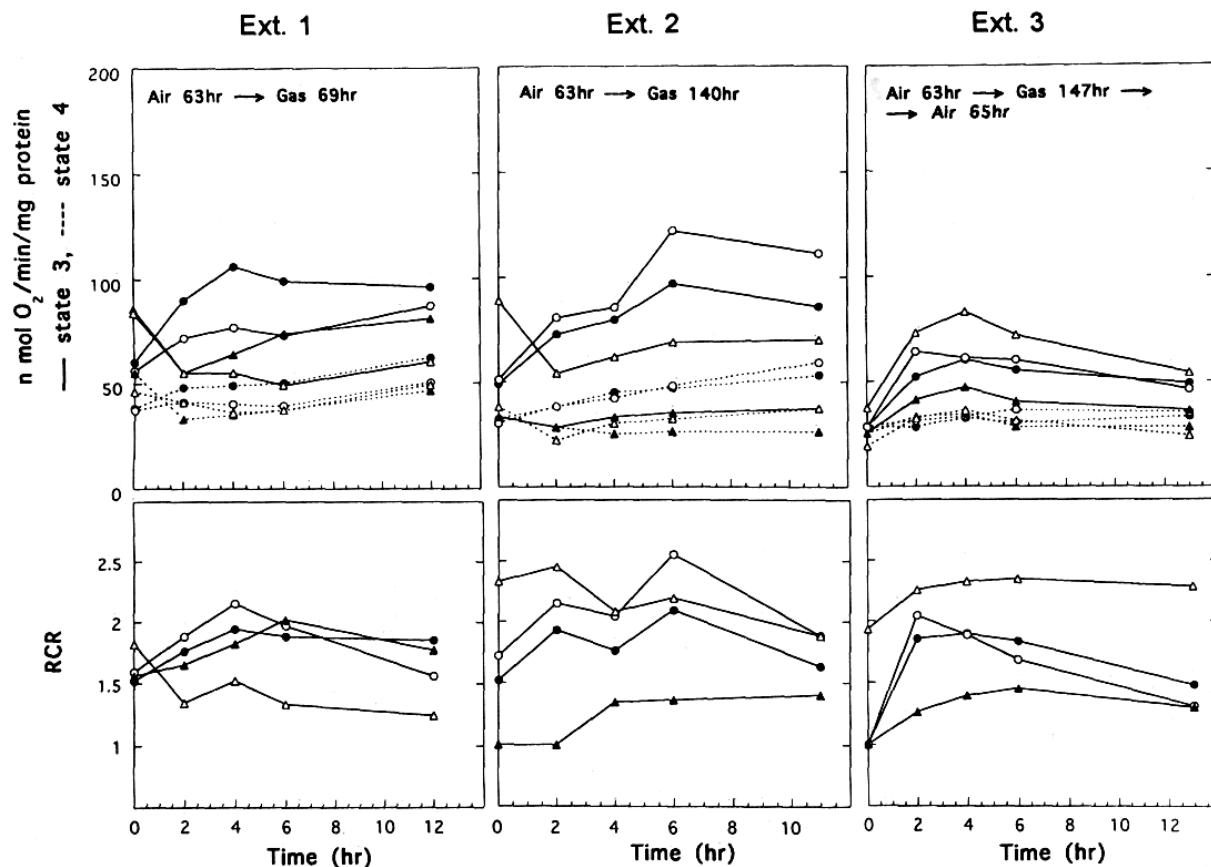 Ext. 1
Ext. 2
Ext. 3
n mol O₂/min/mg protein
— state 3, ---- state 4
200
150
100
50
0
Air 63hr → Gas 69hr
Air 63hr → Gas 140hr
Air 63hr → Gas 147hr →
→ Air 65hr
RCR
2.5
2
1.5
1
0 2 4 6 8 10 12
0 2 4 6 8 10
0 2 4 6 8 10 12
Time (hr)
Time (hr)
Time (hr)